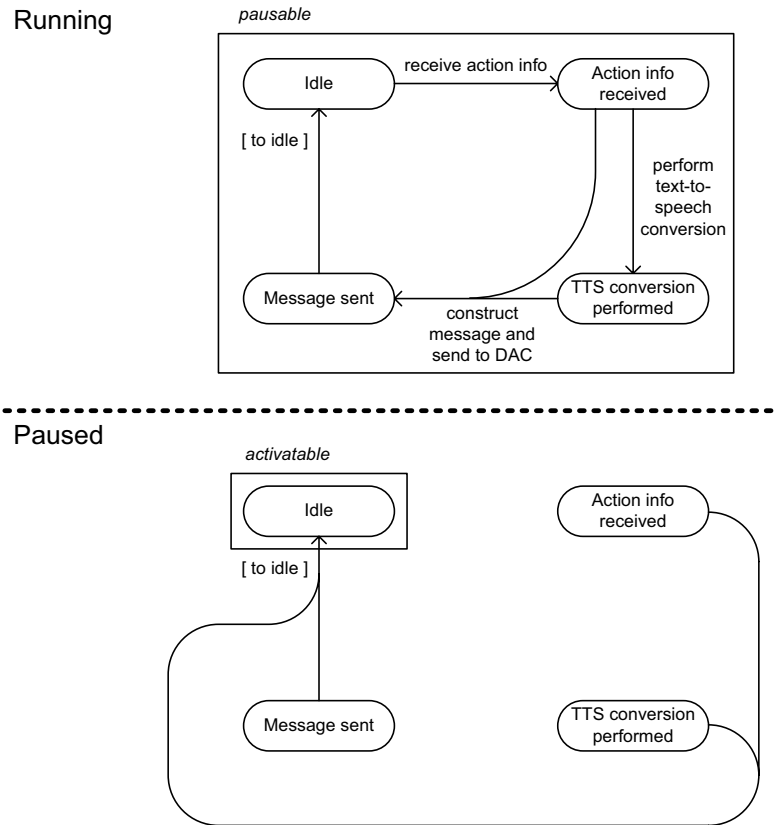 Running
pausable
Idle
receive action info
Action info
received
[ to idle ]
perform
text-to-
speech
conversion
Message sent
TTS conversion
performed
construct
message and
send to DAC
Paused
activatable
Idle
Action info
received
[ to idle ]
Message sent
TTS conversion
performed